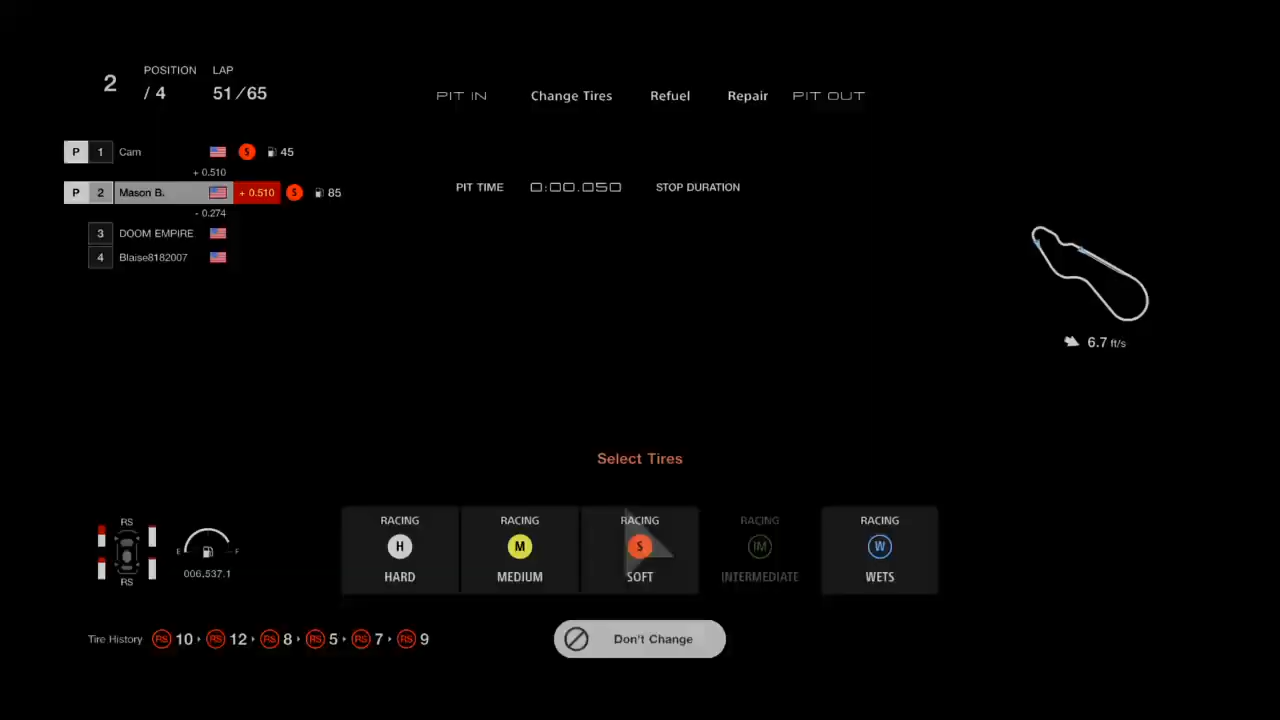 POSITION LAP
2 / 4 51/65
PIT IN Change Tires Refuel Repair PIT OUT
P 1 Cam S 45
+ 0.510
P 2 Mason B. + 0.510 S 85
- 0.274
PIT TIME 0:00.050 STOP DURATION
3 DOOM EMPIRE
4 Blaise8182007
6.7 ft/s
Select Tires
RS
RS
E F
006.537.1
RACING H HARD
RACING M MEDIUM
RACING S SOFT
RACING IM INTERMEDIATE
RACING W WETS
Tire History RS 10 RS 12 RS 8 RS 5 RS 7 RS 9
Don't Change